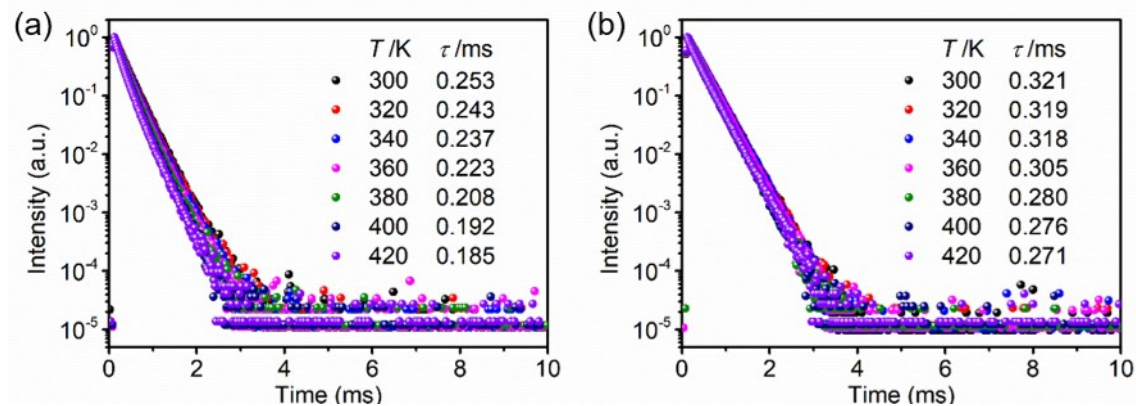 (a)
Intensity (a.u.)
10⁰
10⁻¹
10⁻²
10⁻³
10⁻⁴
10⁻⁵
T /K τ /ms
300 0.253
320 0.243
340 0.237
360 0.223
380 0.208
400 0.192
420 0.185
0 2 4 6 8 10
Time (ms)
(b)
Intensity (a.u.)
10⁰
10⁻¹
10⁻²
10⁻³
10⁻⁴
10⁻⁵
T /K τ /ms
300 0.321
320 0.319
340 0.318
360 0.305
380 0.280
400 0.276
420 0.271
0 2 4 6 8 10
Time (ms)